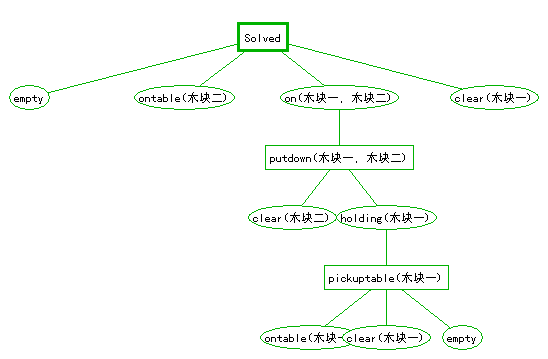 Solved
empty
ontable(木块二)
on(木块一, 木块二)
clear(木块一)
putdown(木块一, 木块二)
clear(木块二)
holding(木块一)
pickuptable(木块一)
ontable(木块一
clear(木块一)
empty